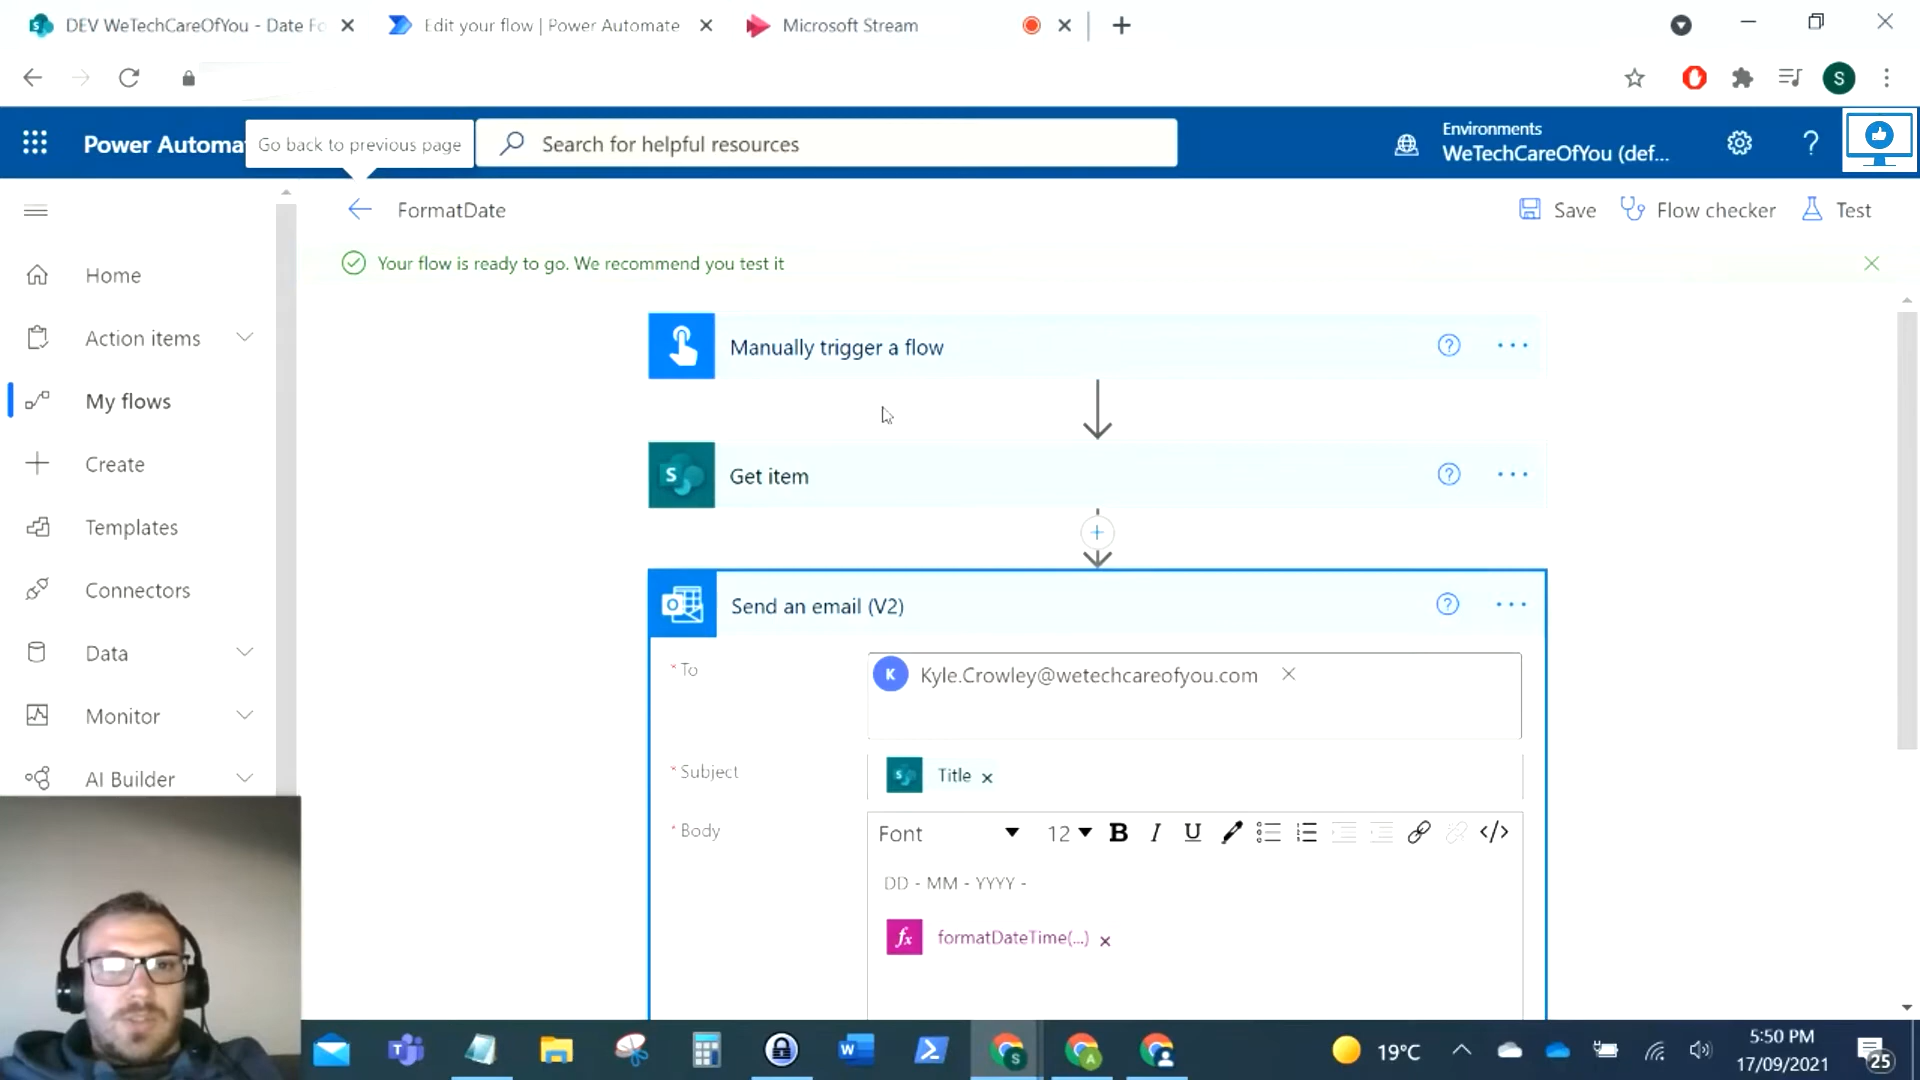 DEV WeTechCareOfYou - Date Fo
Edit your flow | Power Automate
Microsoft Stream
S
Power Automa
Go back to previous page
Search for helpful resources
Environments
WeTechCareOfYou (def...
?
FormatDate
Save
Flow checker
Test
Your flow is ready to go. We recommend you test it
Home
Action items
My flows
Create
Templates
Connectors
Data
Monitor
AI Builder
Manually trigger a flow
?
Get item
?
Send an email (V2)
?
* To
K
Kyle.Crowley@wetechcareofyou.com
* Subject
Title
* Body
Font
12
B
I
U
</>
DD - MM - YYYY -
fx
formatDateTime(...)
19°C
5:50 PM
17/09/2021
25